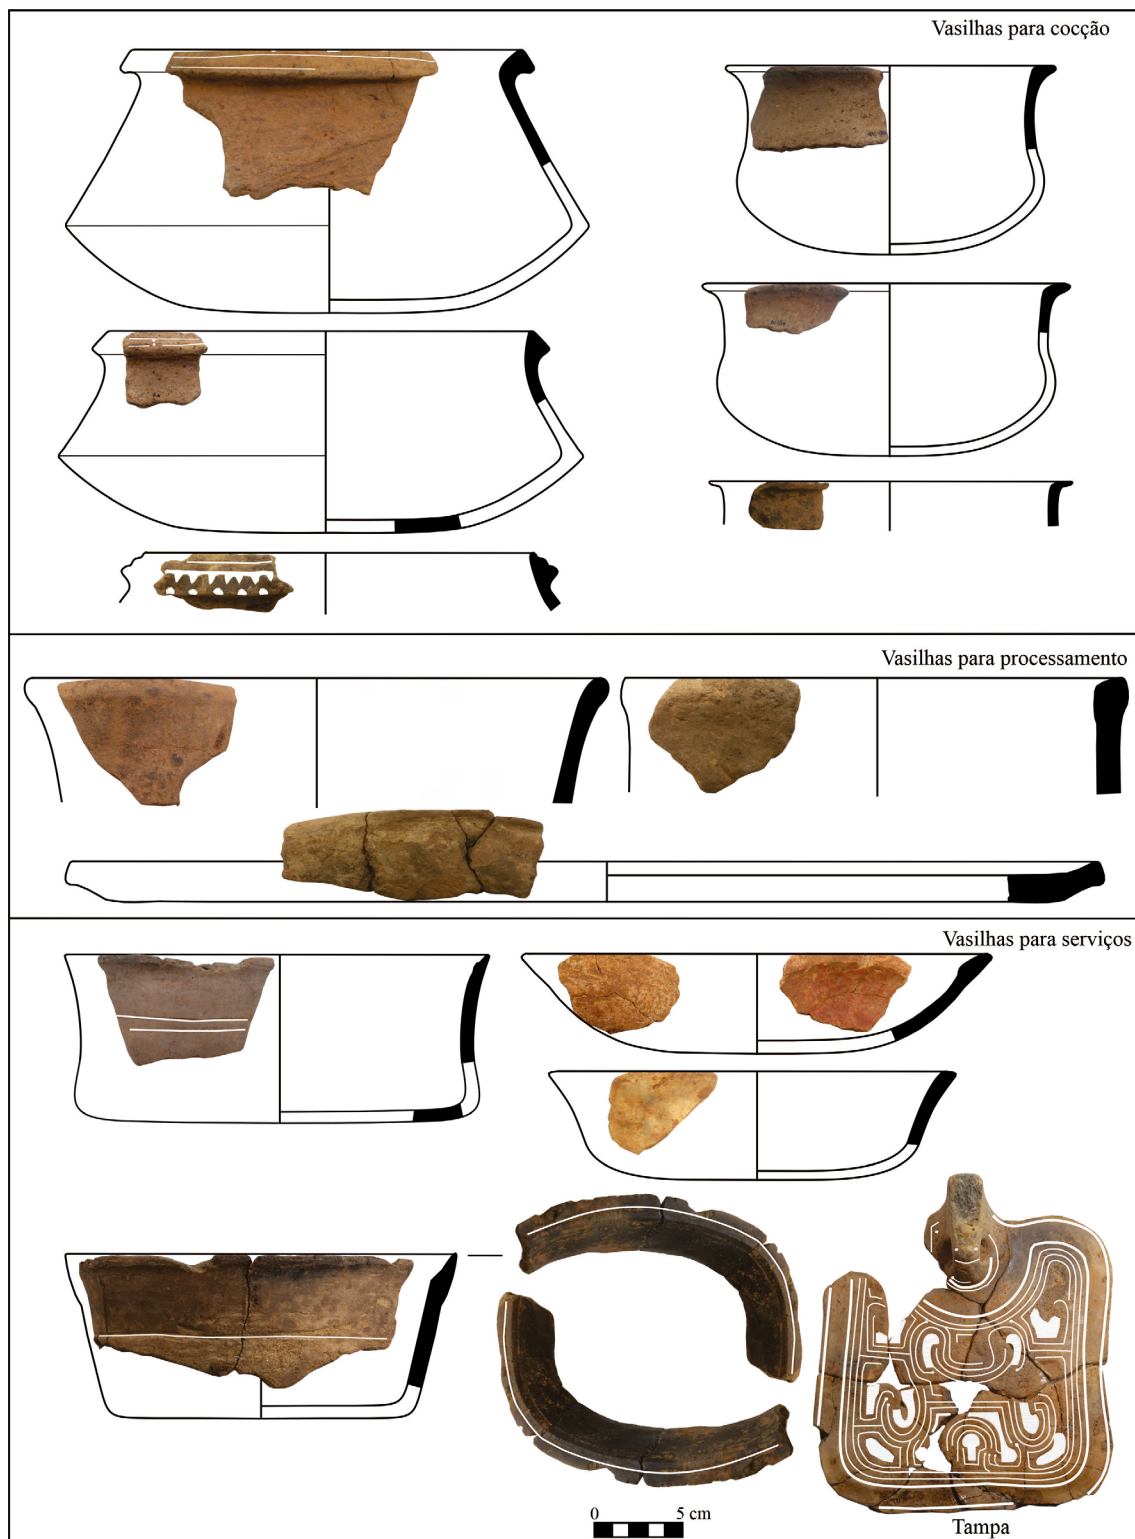 Vasilhas para cocção
Vasilhas para processamento
Vasilhas para serviços
0 5 cm
Tampa